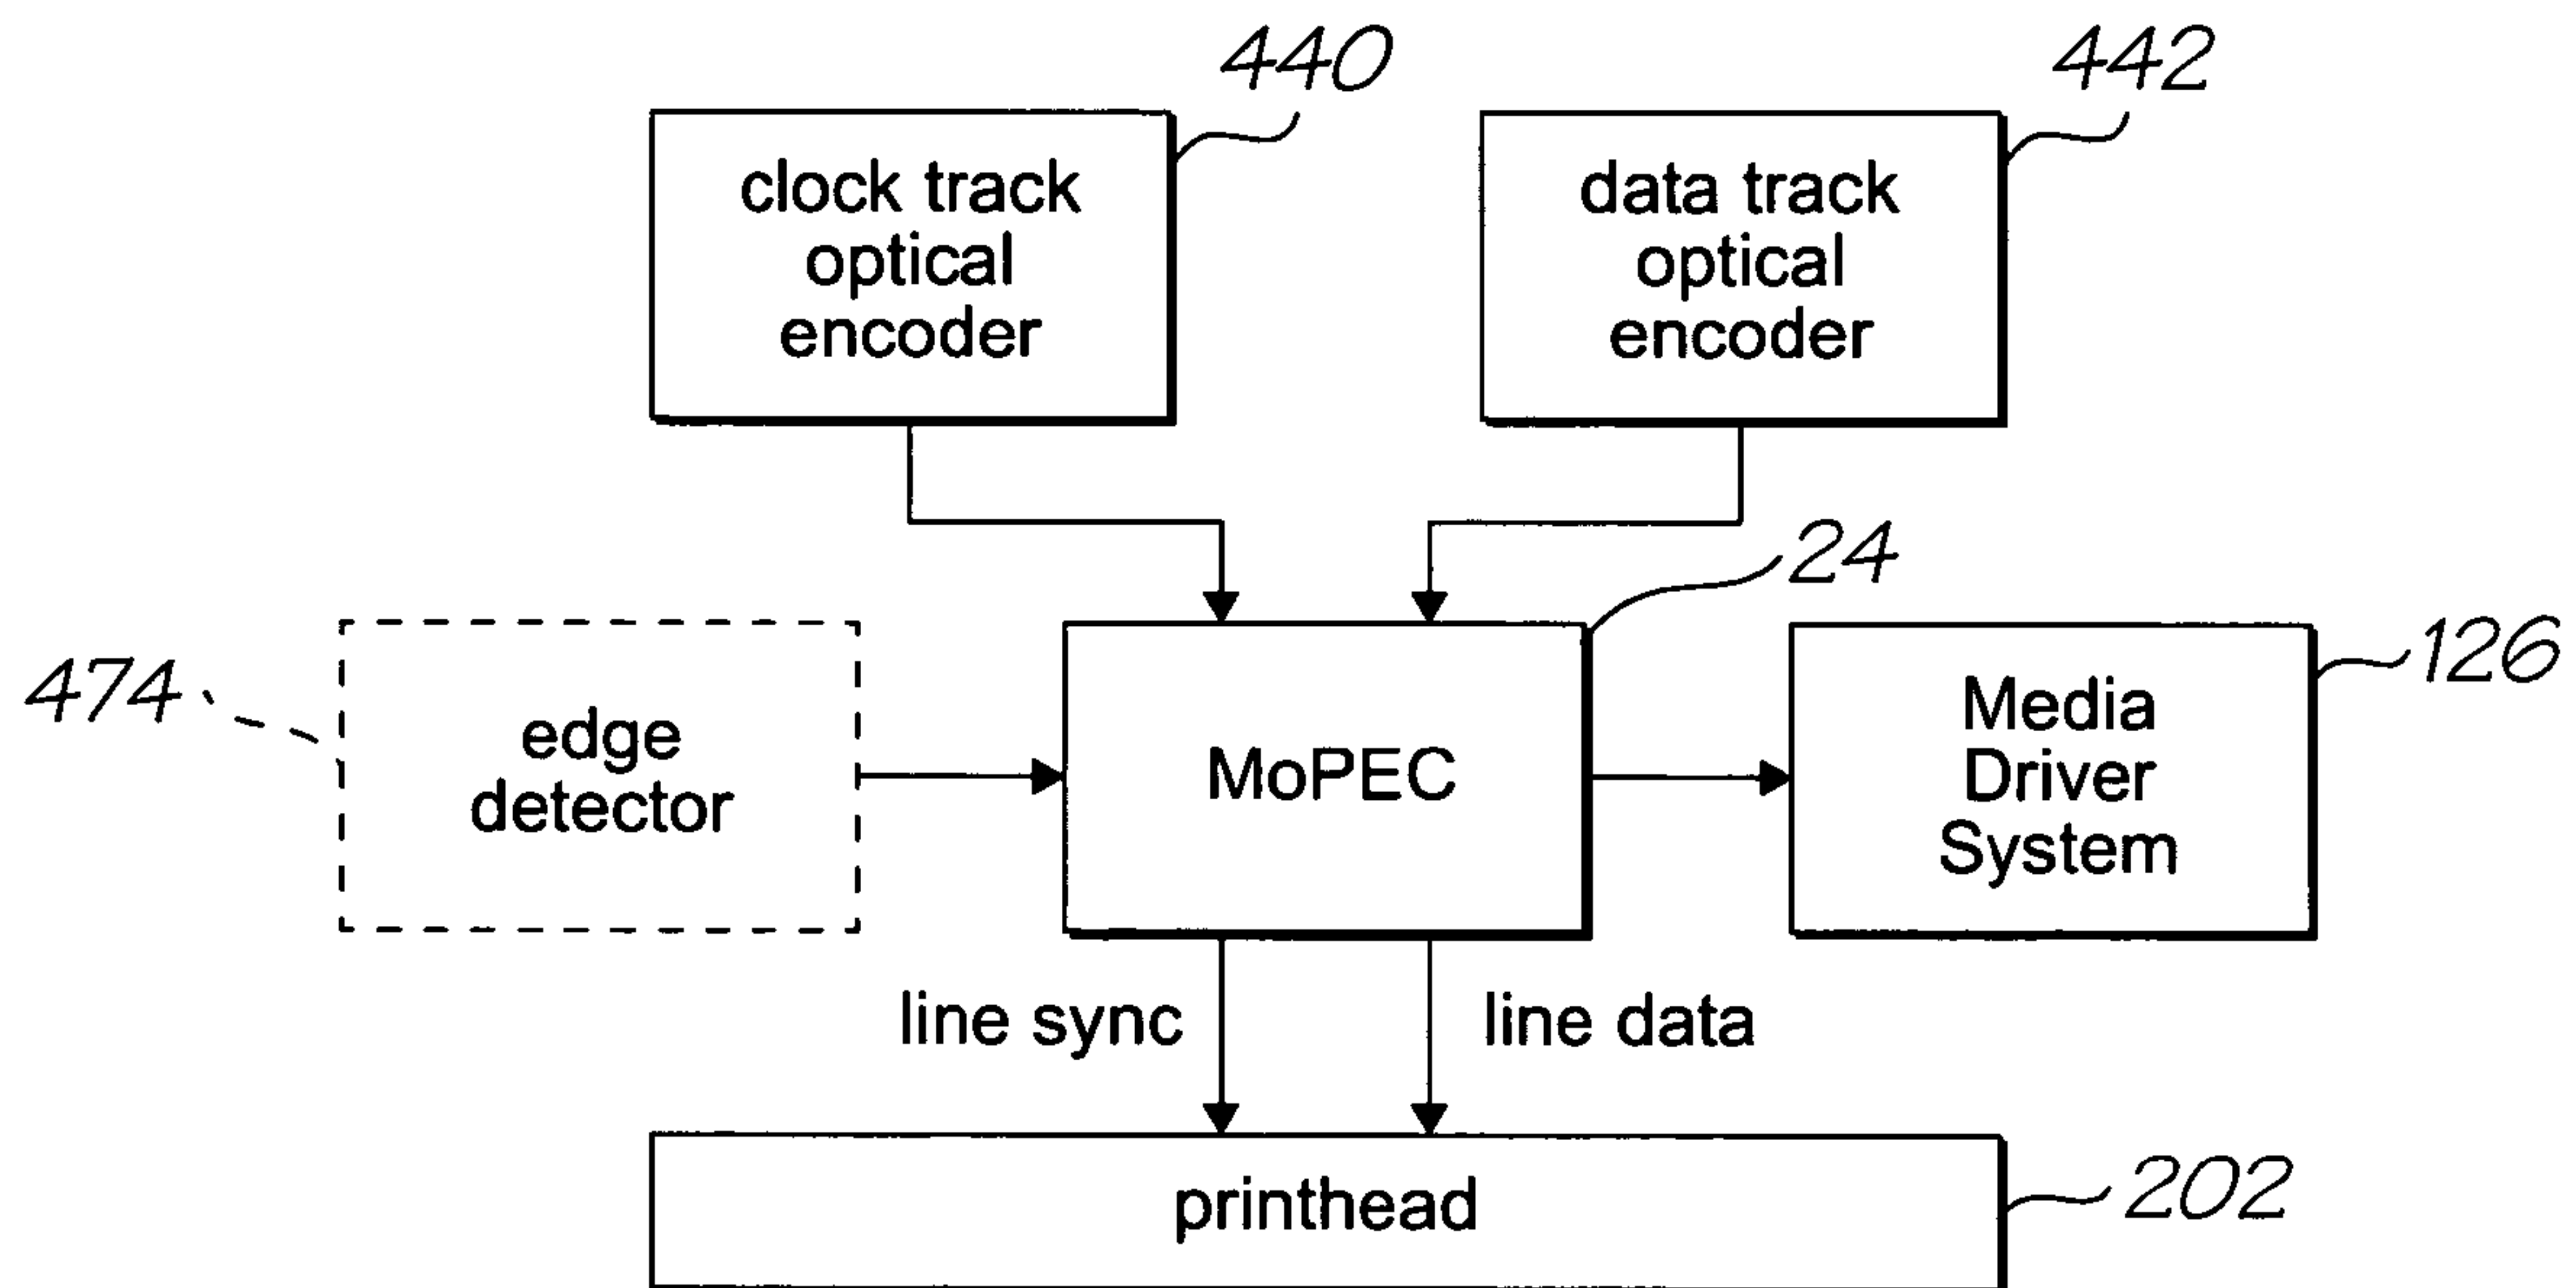 440
442
clock track
optical
encoder
data track
optical
encoder
24
474
edge
detector
MoPEC
126
Media
Driver
System
line sync
line data
printhead
202